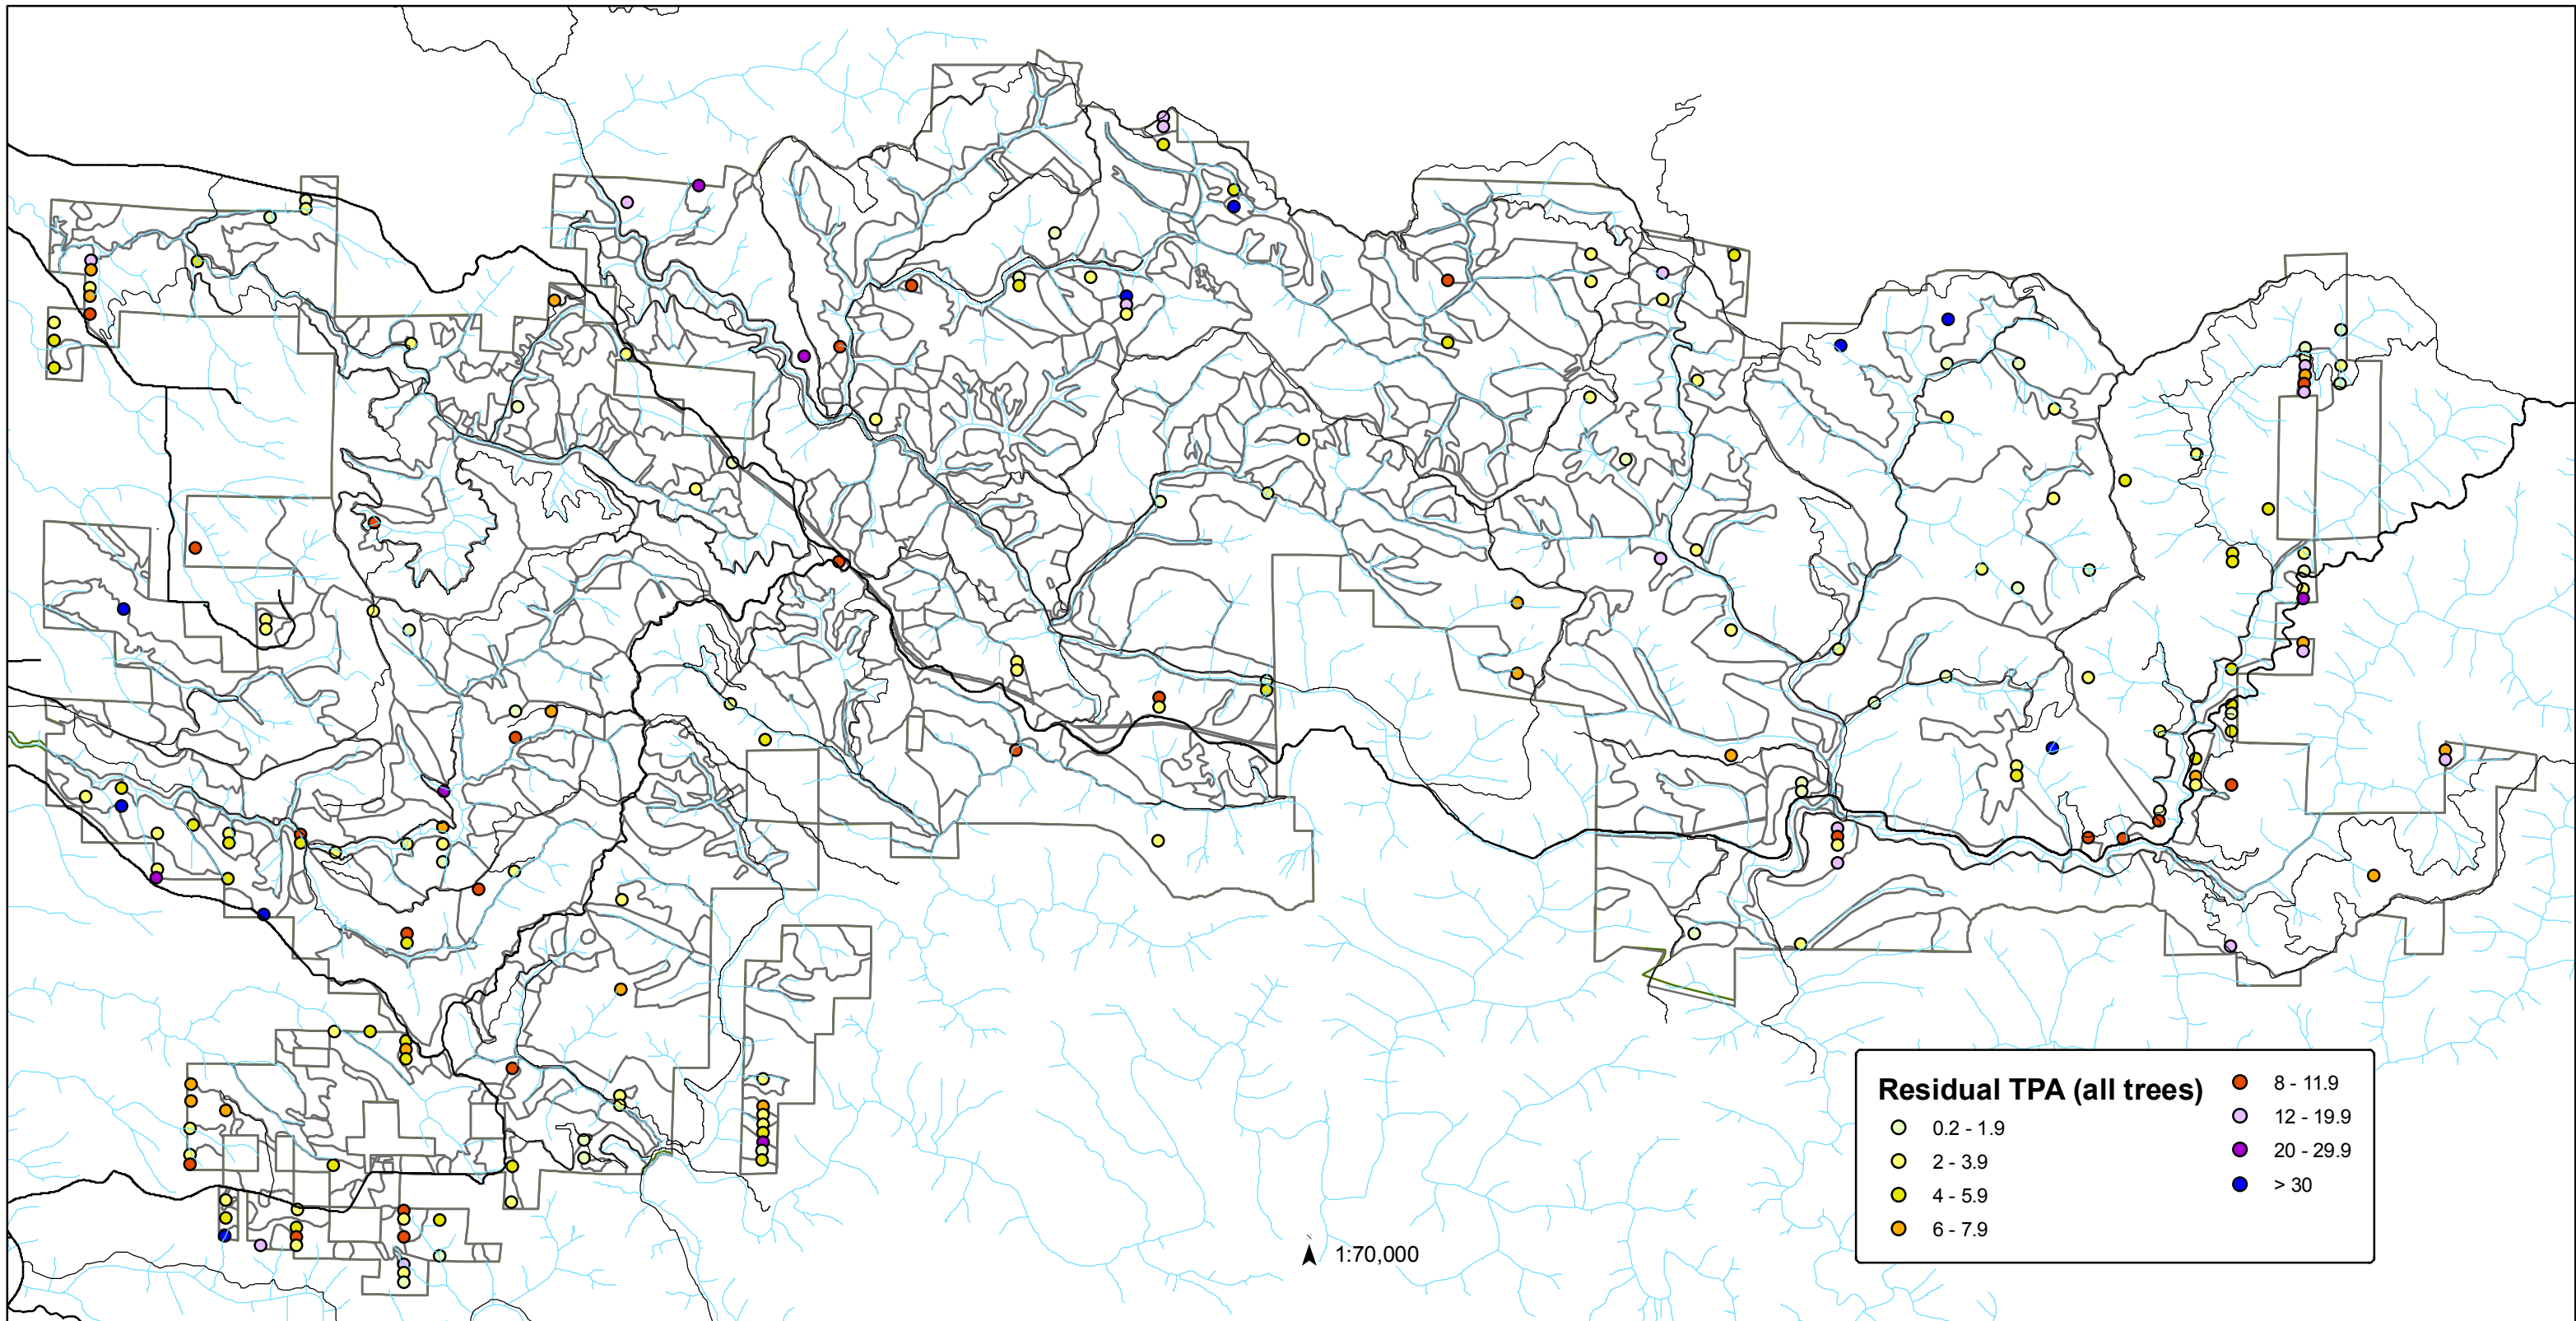 Residual TPA (all trees)
0.2 - 1.9
2 - 3.9
4 - 5.9
6 - 7.9
8 - 11.9
12 - 19.9
20 - 29.9
> 30
N
1:70,000